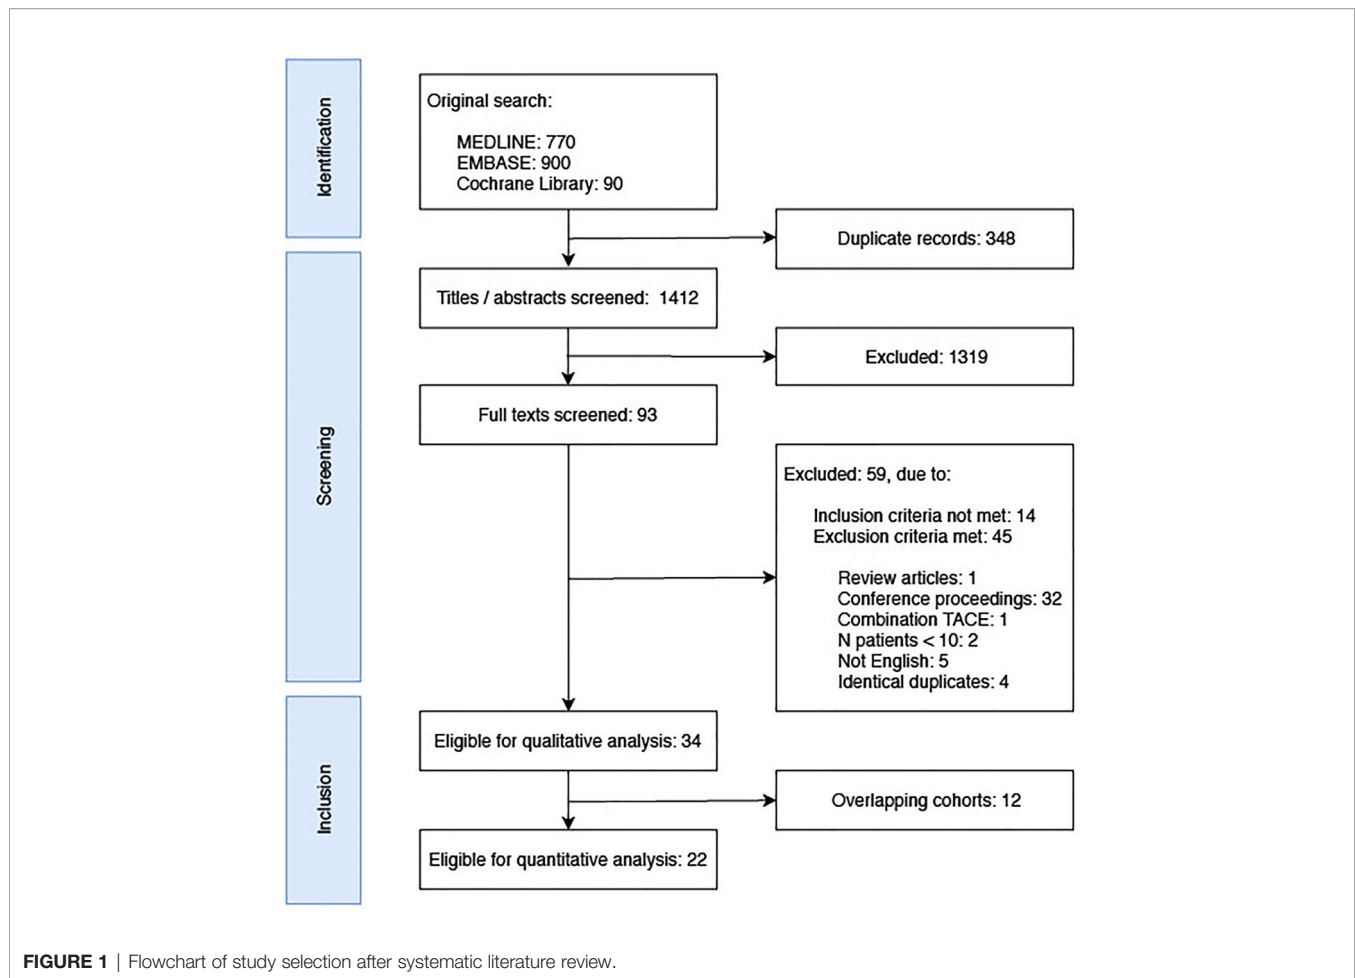 Identification
Original search:
MEDLINE: 770
EMBASE: 900
Cochrane Library: 90
Duplicate records: 348
Screening
Titles / abstracts screened: 1412
Excluded: 1319
Full texts screened: 93
Excluded: 59, due to:
Inclusion criteria not met: 14
Exclusion criteria met: 45
Review articles: 1
Conference proceedings: 32
Combination TACE: 1
N patients < 10: 2
Not English: 5
Identical duplicates: 4
Inclusion
Eligible for qualitative analysis: 34
Overlapping cohorts: 12
Eligible for quantitative analysis: 22
FIGURE 1 | Flowchart of study selection after systematic literature review.